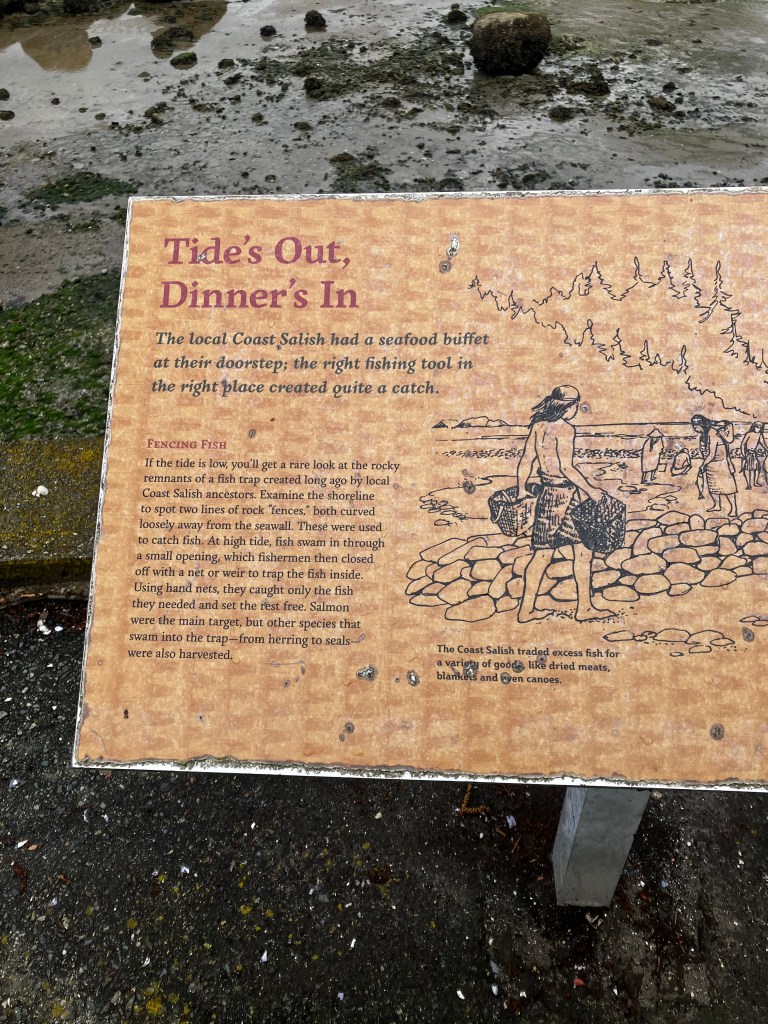 Tide's Out,
Dinner's In
The local Coast Salish had a seafood buffet
at their doorstep; the right fishing tool in
the right place created quite a catch.
Fencing Fish
If the tide is low, you'll get a rare look at the rocky
remnants of a fish trap created long ago by local
Coast Salish ancestors. Examine the shoreline
to spot two lines of rock "fences," both curved
loosely away from the seawall. These were used
to catch fish. At high tide, fish swam in through
a small opening, which fishermen then closed
off with a net or weir to trap the fish inside.
Using hand nets, they caught only the fish
they needed and set the rest free. Salmon
were the main target, but other species that
swam into the trap—from herring to seals—
were also harvested.
The Coast Salish traded excess fish for
a variety of goods, like dried meats,
blankets and even canoes.